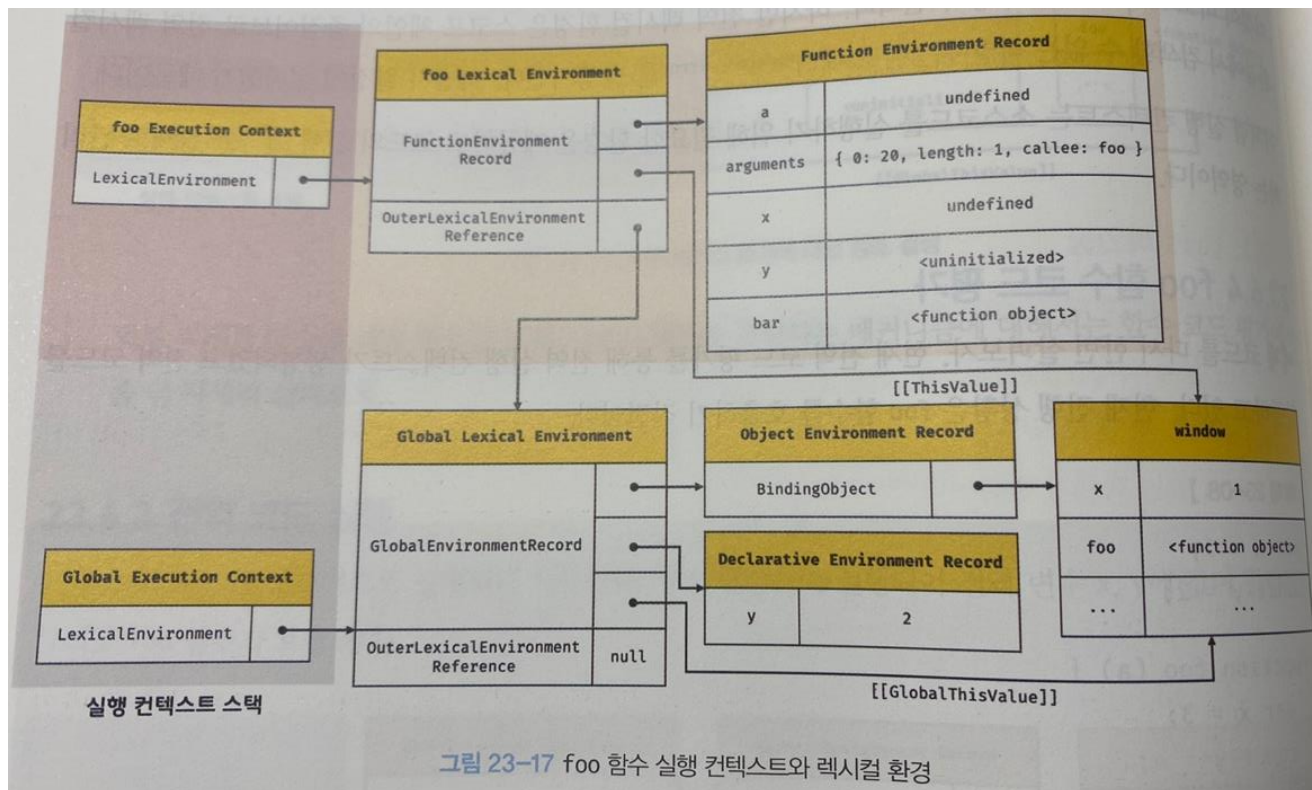 foo Execution Context
LexicalEnvironment
foo Lexical Environment
FunctionEnvironment
Record
OuterLexicalEnvironment
Reference
Function Environment Record
a
undefined
arguments
{ 0: 20, length: 1, callee: foo }
x
undefined
y
<uninitialized>
bar
<function object>
[[ThisValue]]
Global Execution Context
LexicalEnvironment
Global Lexical Environment
GlobalEnvironmentRecord
OuterLexicalEnvironment
Reference
null
Object Environment Record
BindingObject
Declarative Environment Record
y
2
window
x
1
foo
<function object>
...
...
[[GlobalThisValue]]
실행 컨텍스트 스택
그림 23-17 foo 함수 실행 컨텍스트와 렉시컬 환경